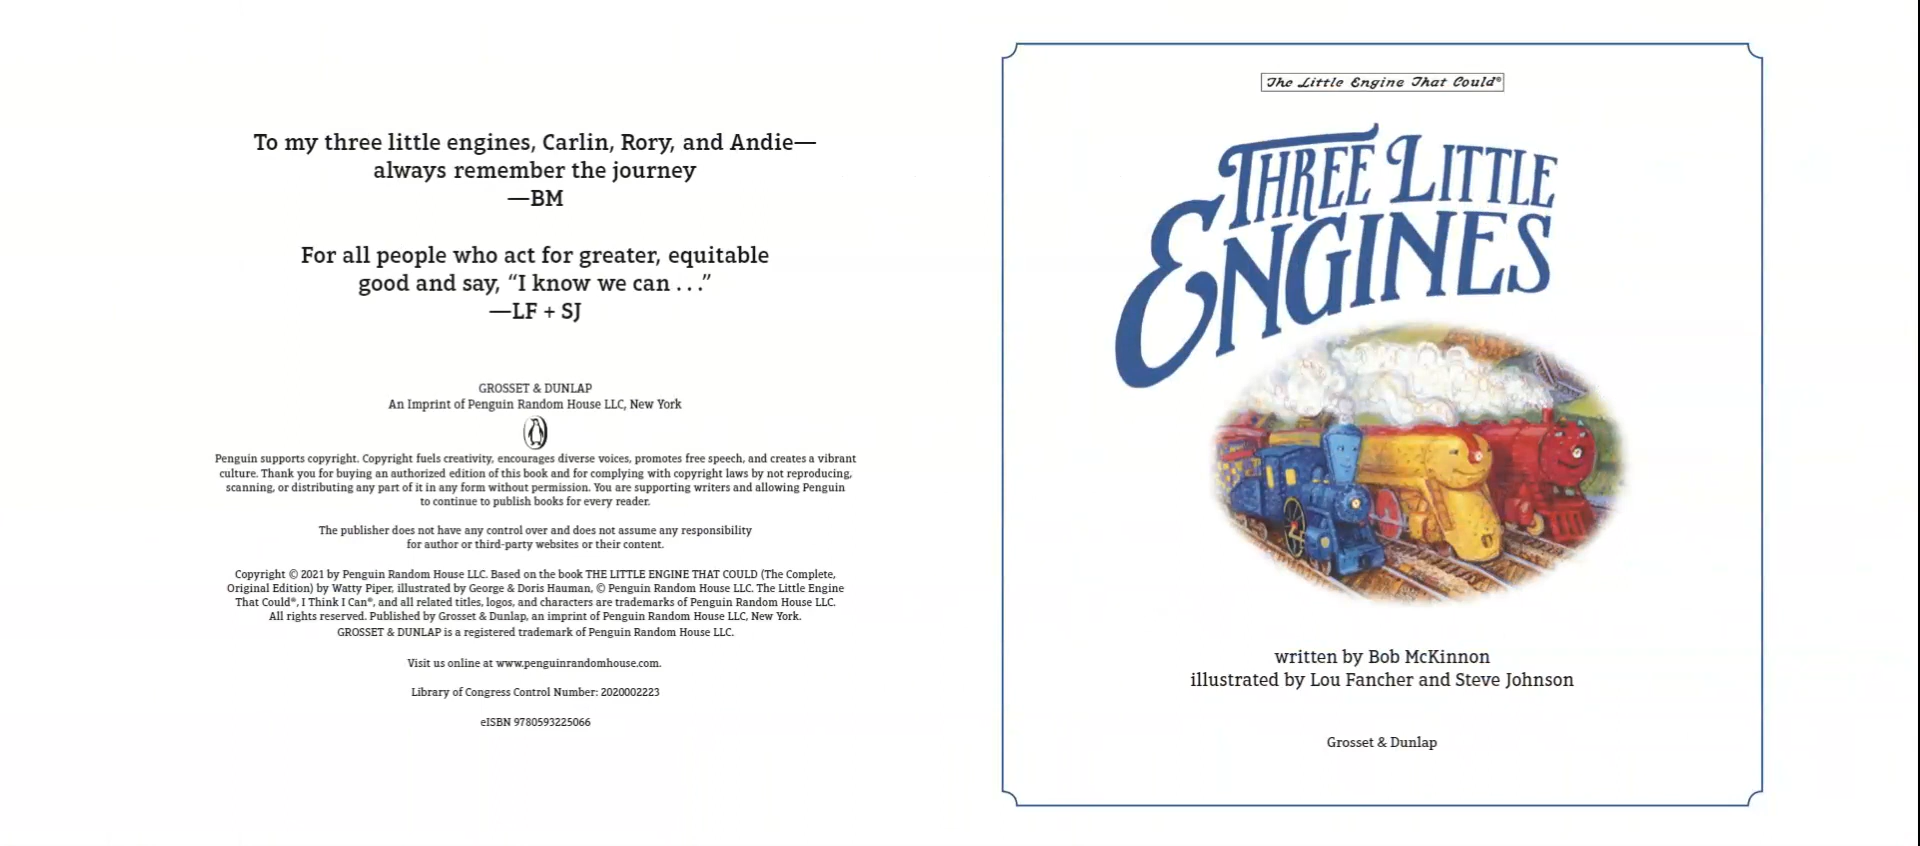 To my three little engines, Carlin, Rory, and Andie—
always remember the journey
—BM
For all people who act for greater, equitable
good and say, “I know we can . . .”
—LF + SJ
GROSSET & DUNLAP
An Imprint of Penguin Random House LLC, New York
Penguin supports copyright. Copyright fuels creativity, encourages diverse voices, promotes free speech, and creates a vibrant
culture. Thank you for buying an authorized edition of this book and for complying with copyright laws by not reproducing,
scanning, or distributing any part of it in any form without permission. You are supporting writers and allowing Penguin
to continue to publish books for every reader.
The publisher does not have any control over and does not assume any responsibility
for author or third-party websites or their content.
Copyright © 2021 by Penguin Random House LLC. Based on the book THE LITTLE ENGINE THAT COULD (The Complete,
Original Edition) by Watty Piper, illustrated by George & Doris Hauman, © Penguin Random House LLC. The Little Engine
That Could®, I Think I Can®, and all related titles, logos, and characters are trademarks of Penguin Random House LLC.
All rights reserved. Published by Grosset & Dunlap, an imprint of Penguin Random House LLC, New York.
GROSSET & DUNLAP is a registered trademark of Penguin Random House LLC.
Visit us online at www.penguinrandomhouse.com.
Library of Congress Control Number: 2020002223
eISBN 9780593225066
The Little Engine That Could®
THREE LITTLE
ENGINES
written by Bob McKinnon
illustrated by Lou Fancher and Steve Johnson
Grosset & Dunlap